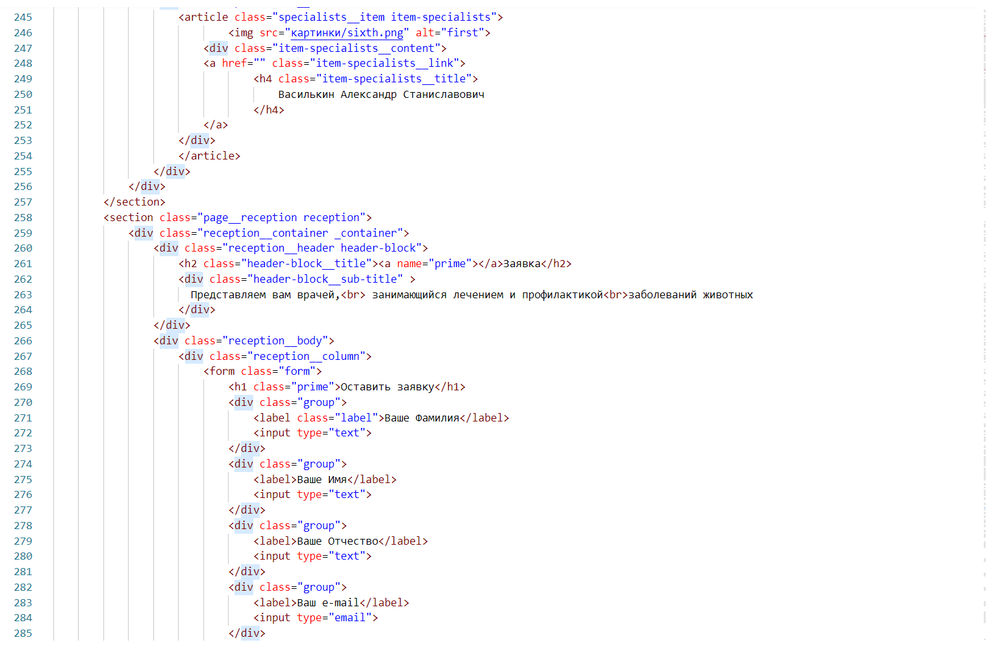 245 <article class="specialists__item item-specialists">
246 <img src="картинки/sixth.png" alt="first">
247 <div class="item-specialists__content">
248 <a href="" class="item-specialists__link">
249 <h4 class="item-specialists__title">
250 Василькин Александр Станиславович
251 </h4>
252 </a>
253 </div>
254 </article>
255 </div>
256 </div>
257 </section>
258 <section class="page__reception reception">
259 <div class="reception__container _container">
260 <div class="reception__header header-block">
261 <h2 class="header-block__title"><a name="prime"></a>Заявка</h2>
262 <div class="header-block__sub-title" >
263 Представляем вам врачей,<br> занимающийся лечением и профилактикой<br>заболеваний животных
264 </div>
265 </div>
266 <div class="reception__body">
267 <div class="reception__column">
268 <form class="form">
269 <h1 class="prime">Оставить заявку</h1>
270 <div class="group">
271 <label class="label">Ваше Фамилия</label>
272 <input type="text">
273 </div>
274 <div class="group">
275 <label>Ваше Имя</label>
276 <input type="text">
277 </div>
278 <div class="group">
279 <label>Ваше Отчество</label>
280 <input type="text">
281 </div>
282 <div class="group">
283 <label>Ваш e-mail</label>
284 <input type="email">
285 </div>